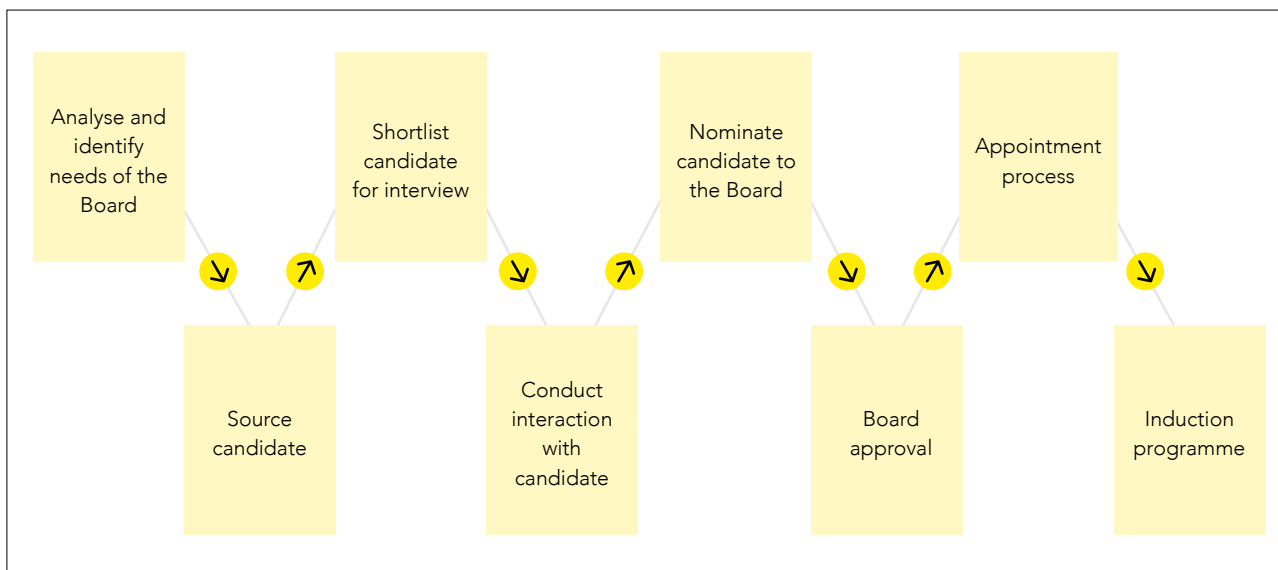 Analyse and
identify
needs of the
Board
Source
candidate
Shortlist
candidate
for interview
Conduct
interaction
with
candidate
Nominate
candidate to
the Board
Board
approval
Appointment
process
Induction
programme